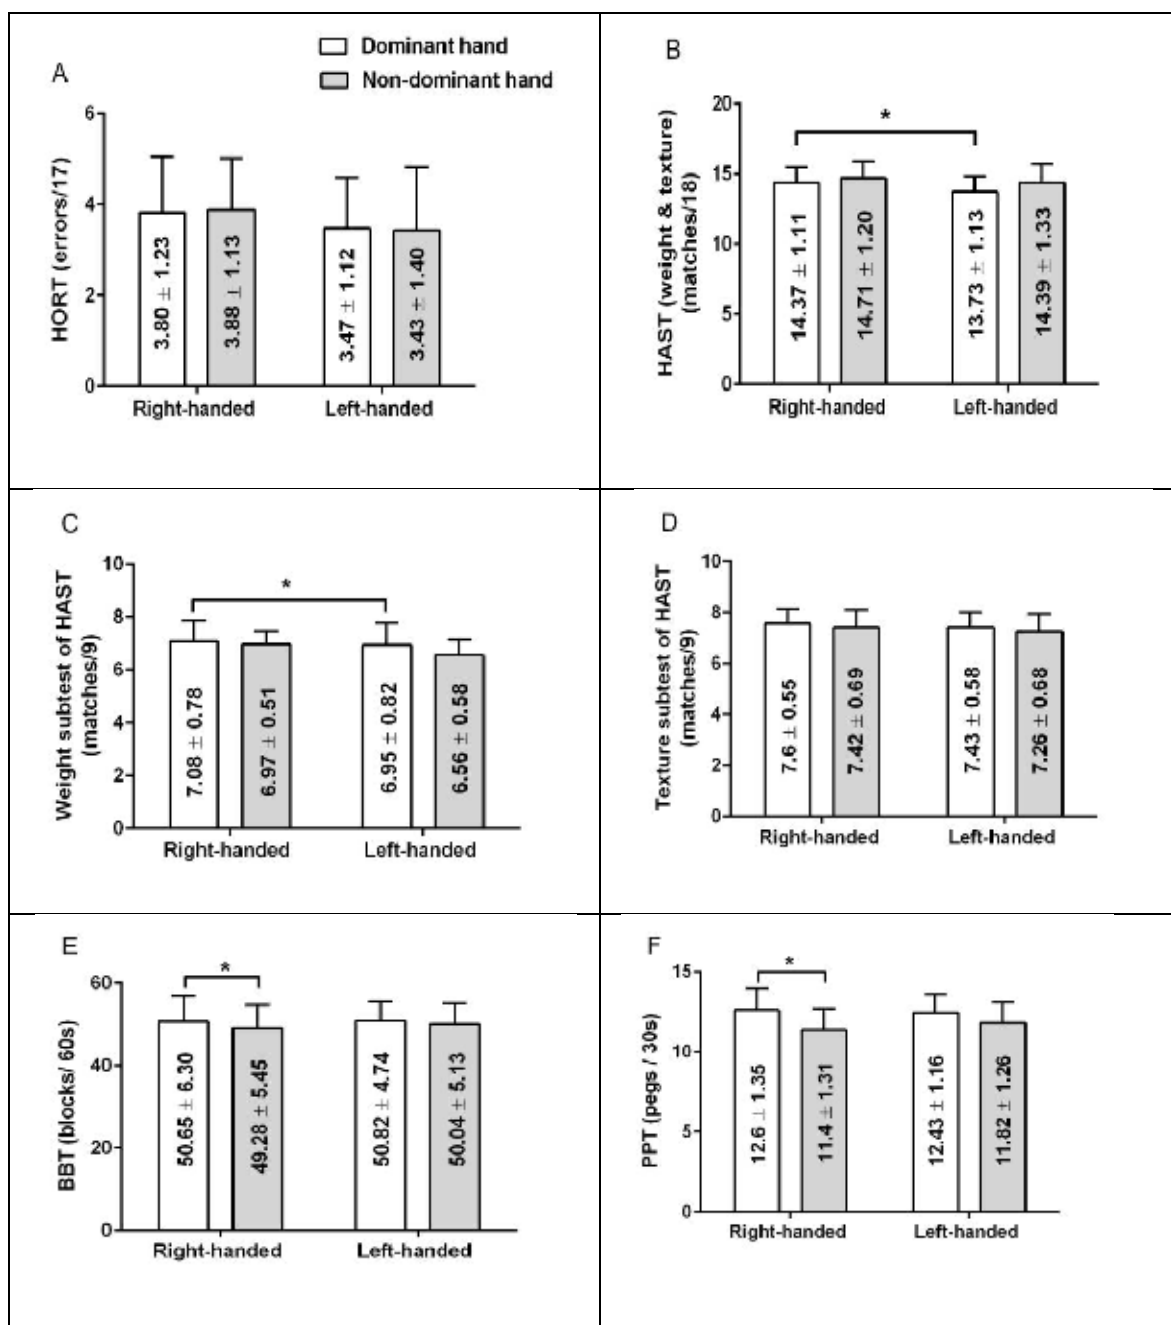 A
Dominant hand
Non-dominant hand
HORT (errors/17)
6
4
2
0
3.80 ± 1.23
3.88 ± 1.13
3.47 ± 1.12
3.43 ± 1.40
Right-handed
Left-handed
B
HAST (weight & texture)
(matches/18)
20
15
10
5
0
*
14.37 ± 1.11
14.71 ± 1.20
13.73 ± 1.13
14.39 ± 1.33
Right-handed
Left-handed
C
Weight subtest of HAST
(matches/9)
10
8
6
4
2
0
*
7.08 ± 0.78
6.97 ± 0.51
6.95 ± 0.82
6.56 ± 0.58
Right-handed
Left-handed
D
Texture subtest of HAST
(matches/9)
10
8
6
4
2
0
7.6 ± 0.55
7.42 ± 0.69
7.43 ± 0.58
7.26 ± 0.68
Right-handed
Left-handed
E
BBT (blocks/ 60s)
60
40
20
0
*
50.65 ± 6.30
49.28 ± 5.45
50.82 ± 4.74
50.04 ± 5.13
Right-handed
Left-handed
F
PPT (pegs / 30s)
15
10
5
0
*
12.6 ± 1.35
11.4 ± 1.31
12.43 ± 1.16
11.82 ± 1.26
Right-handed
Left-handed